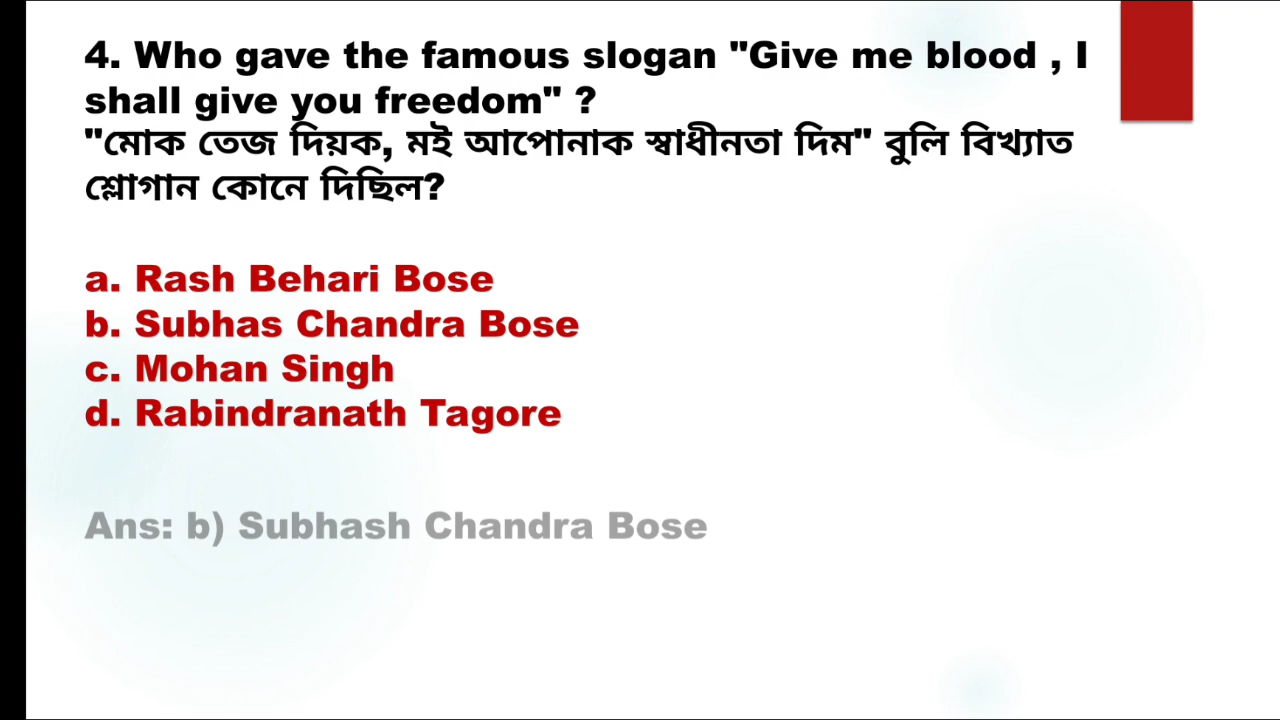 4. Who gave the famous slogan "Give me blood , I
shall give you freedom" ?
"মোক তেজ দিয়ক, মই আপোনাক স্বাধীনতা দিম" বুলি বিখ্যাত
শ্লোগান কোনে দিছিল?
a. Rash Behari Bose
b. Subhas Chandra Bose
c. Mohan Singh
d. Rabindranath Tagore
Ans: b) Subhash Chandra Bose